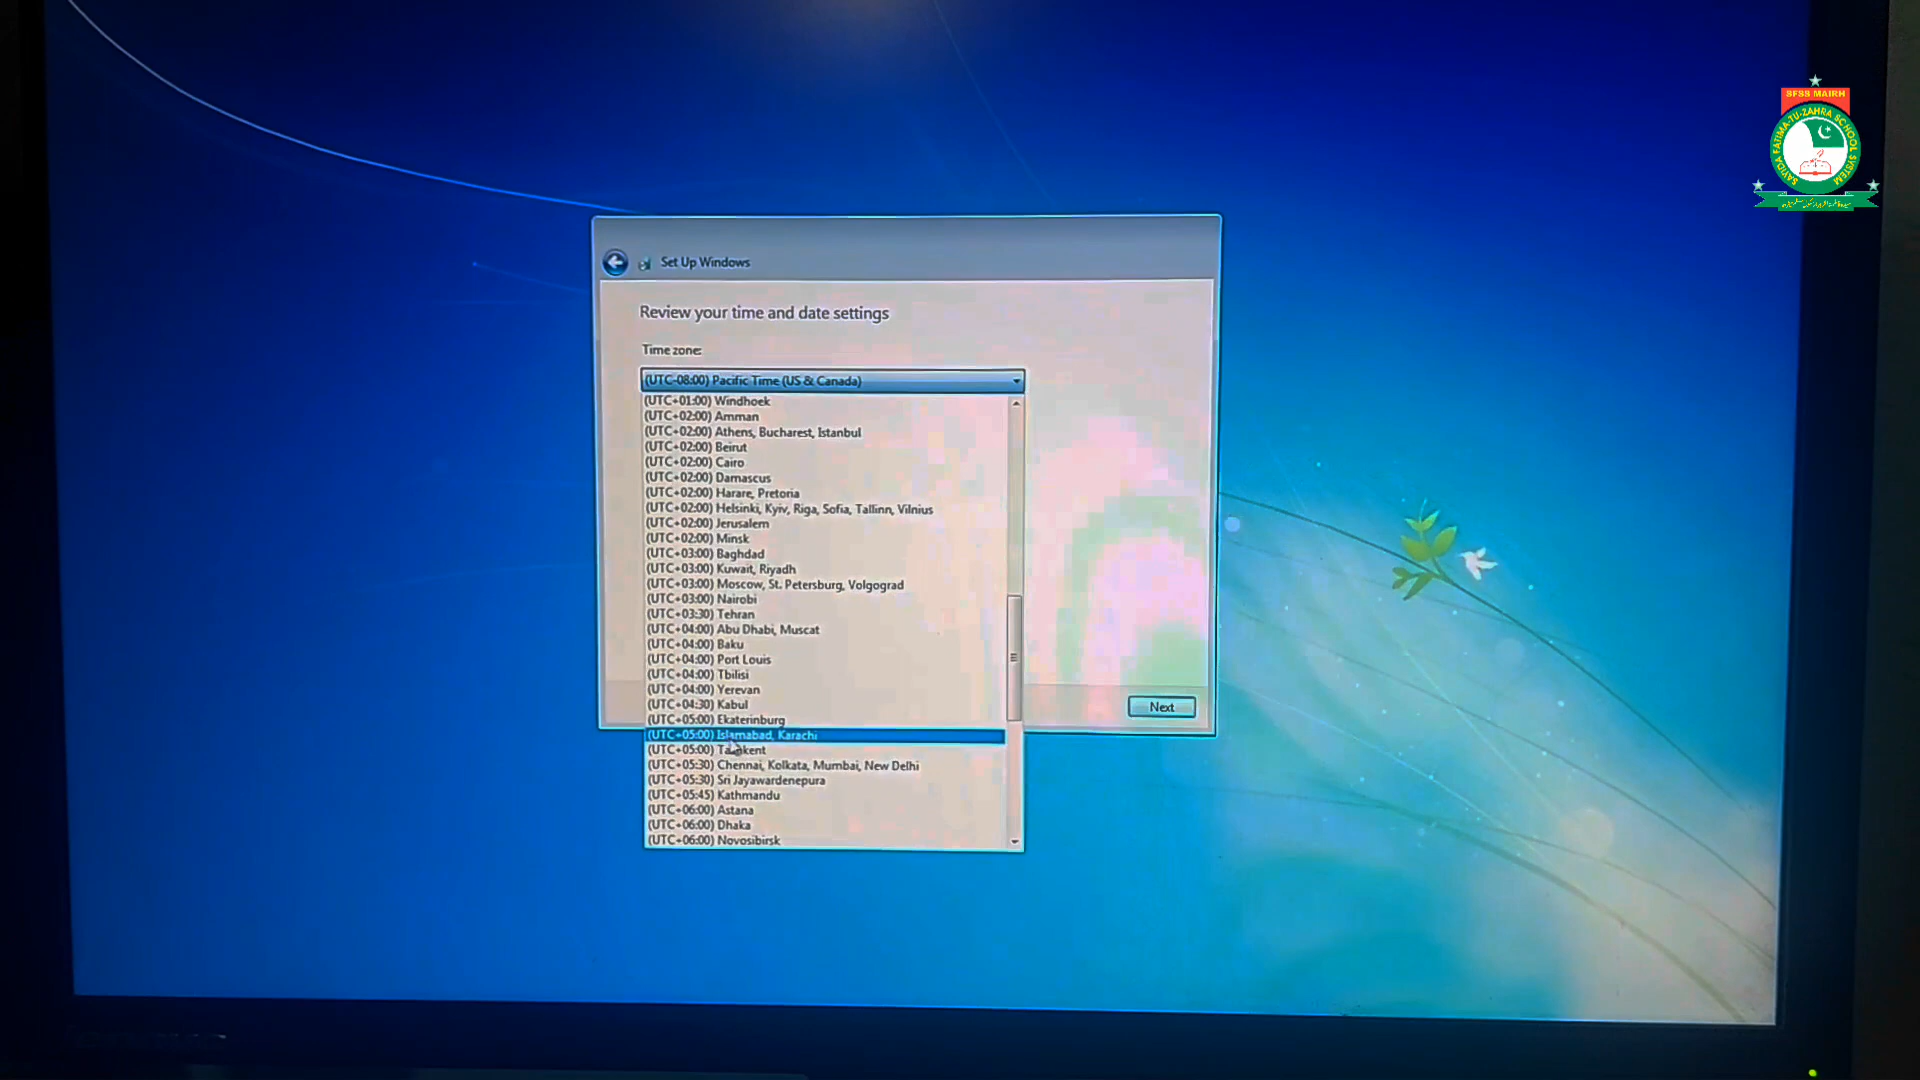 SFSS MAIRH
SAYIDA FATIMA-TU-ZAHRA SCHOOL SYSTEM
Set Up Windows
Review your time and date settings
Time zone:
(UTC-08:00) Pacific Time (US & Canada)
(UTC+01:00) Windhoek
(UTC+02:00) Amman
(UTC+02:00) Athens, Bucharest, Istanbul
(UTC+02:00) Beirut
(UTC+02:00) Cairo
(UTC+02:00) Damascus
(UTC+02:00) Harare, Pretoria
(UTC+02:00) Helsinki, Kyiv, Riga, Sofia, Tallinn, Vilnius
(UTC+02:00) Jerusalem
(UTC+02:00) Minsk
(UTC+03:00) Baghdad
(UTC+03:00) Kuwait, Riyadh
(UTC+03:00) Moscow, St. Petersburg, Volgograd
(UTC+03:00) Nairobi
(UTC+03:30) Tehran
(UTC+04:00) Abu Dhabi, Muscat
(UTC+04:00) Baku
(UTC+04:00) Port Louis
(UTC+04:00) Tbilisi
(UTC+04:00) Yerevan
(UTC+04:30) Kabul
(UTC+05:00) Ekaterinburg
(UTC+05:00) Islamabad, Karachi
(UTC+05:00) Tashkent
(UTC+05:30) Chennai, Kolkata, Mumbai, New Delhi
(UTC+05:30) Sri Jayawardenepura
(UTC+05:45) Kathmandu
(UTC+06:00) Astana
(UTC+06:00) Dhaka
(UTC+06:00) Novosibirsk
Next